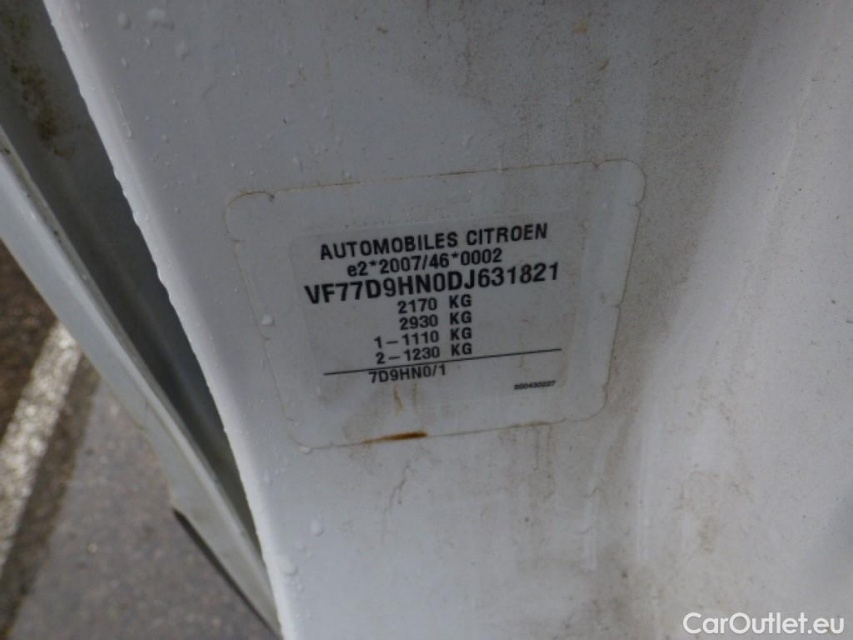 AUTOMOBILES CITROEN
e2*2007/46*0002
VF77D9HN0DJ631821
2170 KG
2930 KG
1-1110 KG
2-1230 KG
7D9HN0/1
CarOutlet.eu